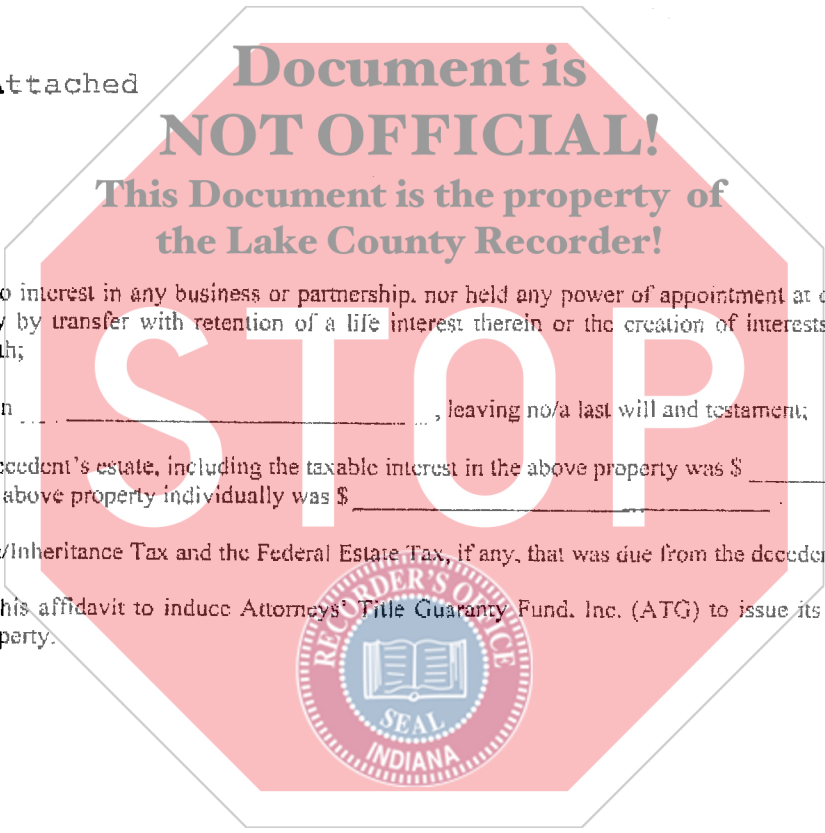 Document is
Attached
NOT OFFICIAL!
This Document is the property of
the Lake County Recorder!
o interest in any business or partnership, nor held any power of appointment at
y by transfer with retention of a life interest therein or the creation of interests
th;
n ____________________ , leaving no/a last will and testament;
ecedent's estate, including the taxable interest in the above property was $ ______
above property individually was $ ____________________ .
e/Inheritance Tax and the Federal Estate Tax, if any, that was due from the deceden
his affidavit to induce Attorneys' Title Guaranty Fund, Inc. (ATG) to issue its
perty.
STOP
RECORDER'S OFFICE
SEAL
INDIANA